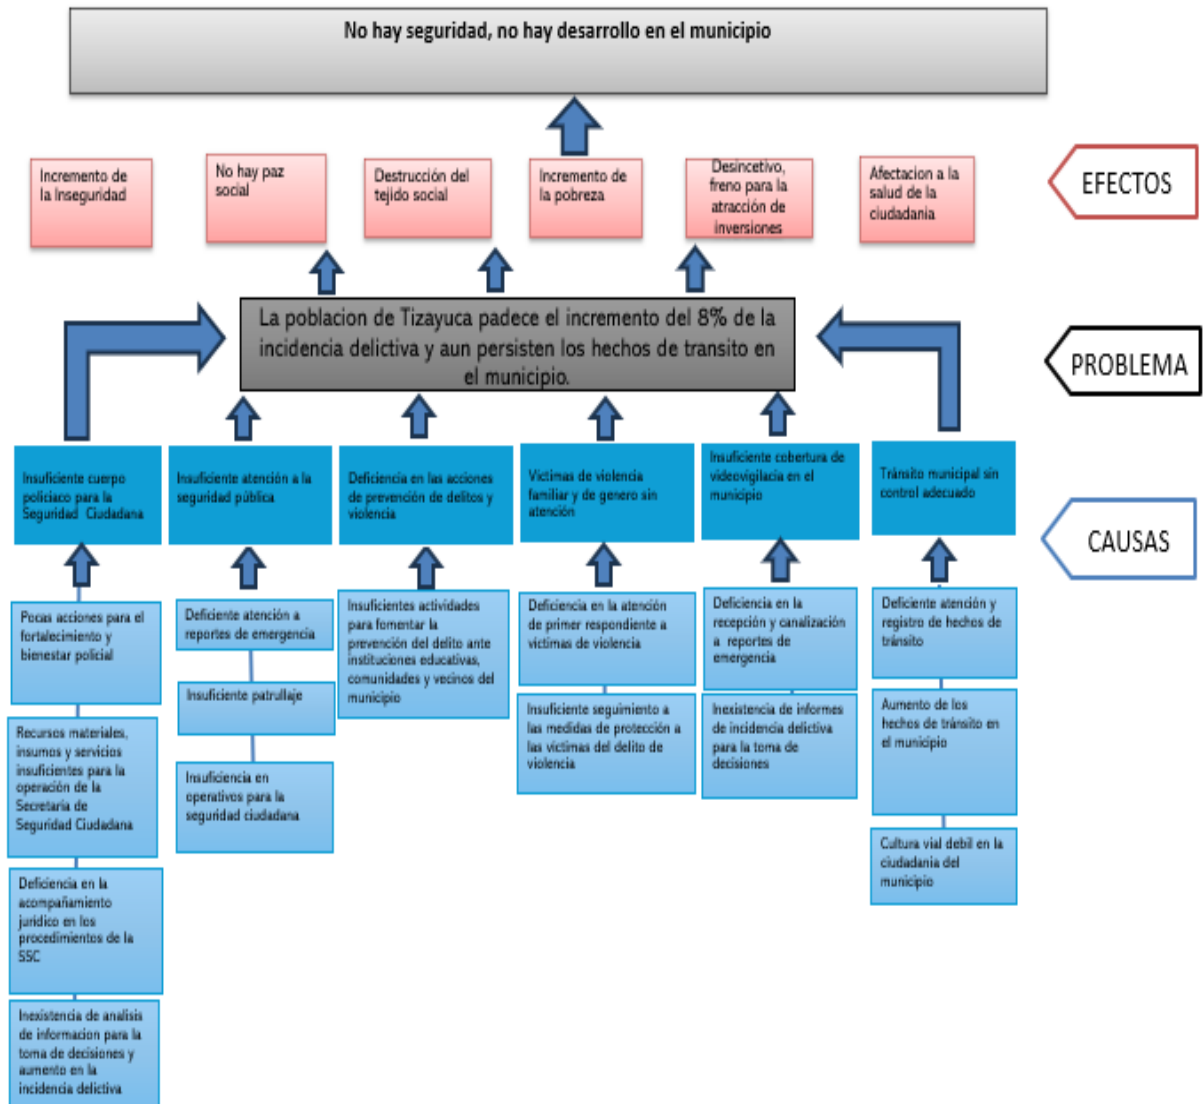 No hay seguridad, no hay desarrollo en el municipio
Incremento de
la Inseguridad
No hay paz
social
Destrucción del
tejido social
Incremento de
la pobreza
Desincetivo,
freno para la
atracción de
inversiones
Afectacion a la
salud de la
ciudadania
EFECTOS
La poblacion de Tizayuca padece el incremento del 8% de la
incidencia delictiva y aun persisten los hechos de transito en
el municipio.
PROBLEMA
Insuficiente cuerpo
policiaco para la
Seguridad Ciudadana
Insuficiente atención a la
seguridad pública
Deficiencia en las acciones
de prevención de delitos y
violencia
Victimas de violencia
familiar y de genero sin
atención
Insuficiente cobertura de
videovigilacia en el
municipio
Tránsito municipal sin
control adecuado
CAUSAS
Pocas acciones para el
fortalecimiento y
bienestar policial
Recursos materiales,
insumos y servicios
insuficientes para la
operación de la
Secretaría de
Seguridad Ciudadana
Deficiencia en la
acompañamiento
jurídico en los
procedimientos de la
SSC
Inexistencia de analisis
de informacion para la
toma de decisiones y
aumento en la
incidencia delictiva
Deficiente atención a
reportes de emergencia
Insuficiente patrullaje
Insuficiencia en
operativos para la
seguridad ciudadana
Insuficientes actividades
para fomentar la
prevención del delito ante
instituciones educativas,
comunidades y vecinos del
municipio
Deficiencia en la atención
de primer respondiente a
víctimas de violencia
Insuficiente seguimiento a
las medidas de protección a
las víctimas del delito de
violencia
Deficiencia en la
recepción y canalización
a reportes de
emergencia
Inexistencia de informes
de incidencia delictiva
para la toma de
decisiones
Deficiente atención y
registro de hechos de
tránsito
Aumento de los
hechos de tránsito en
el municipio
Cultura vial debil en la
ciudadania del
municipio